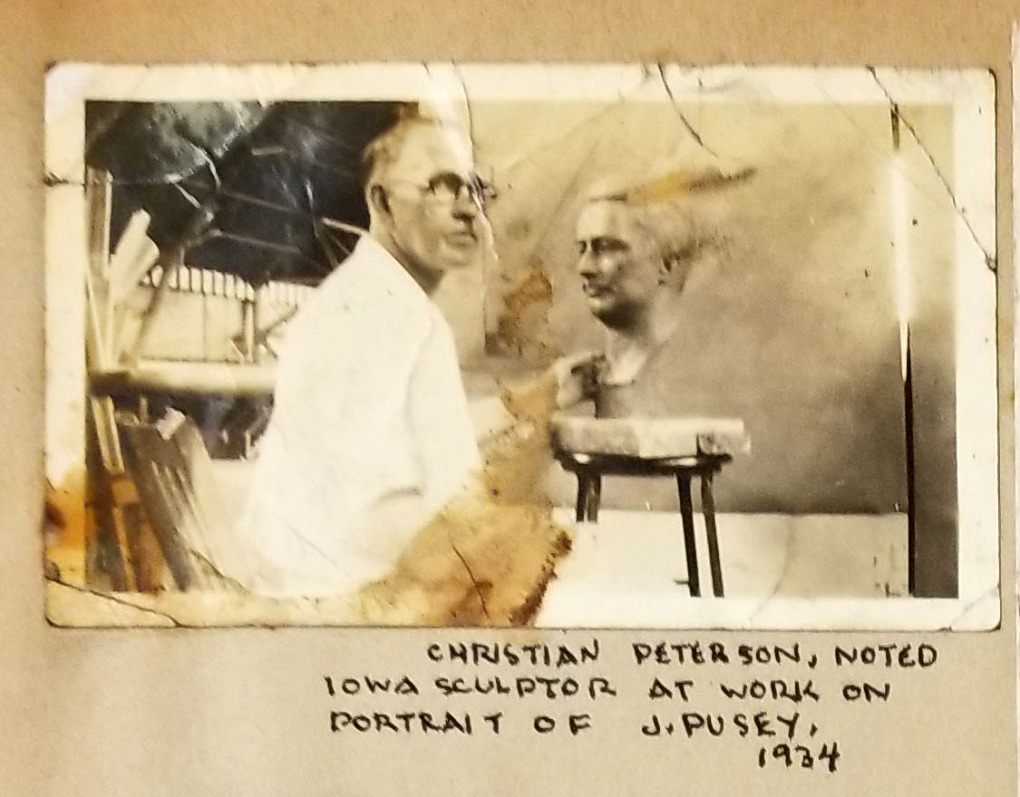 CHRISTIAN PETERSON, NOTED
IOWA SCULPTOR AT WORK ON
PORTRAIT OF J. PUSEY,
1934